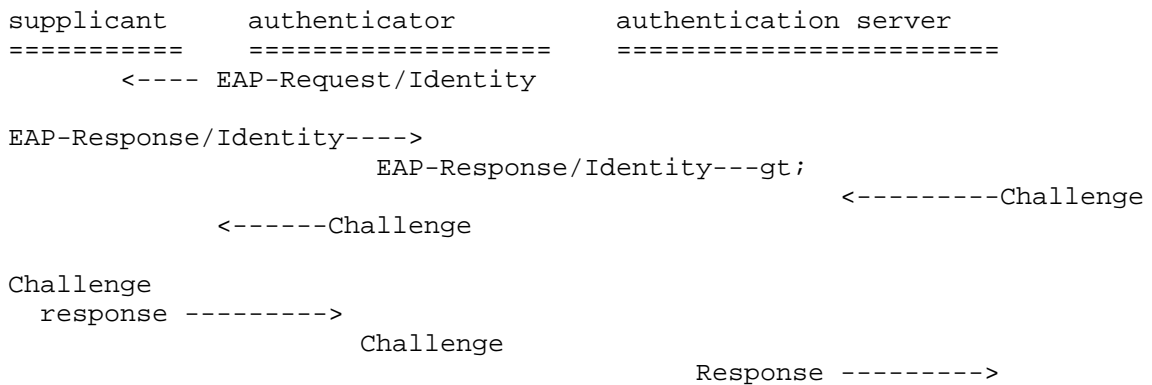 supplicant     authenticator          authentication server
===========    ===================    ========================
       <---- EAP-Request/Identity
EAP-Response/Identity---->
                       EAP-Response/Identity---gt;
                                                    <---------Challenge
             <------Challenge
Challenge
  response --------->
                      Challenge
                                           Response --------->